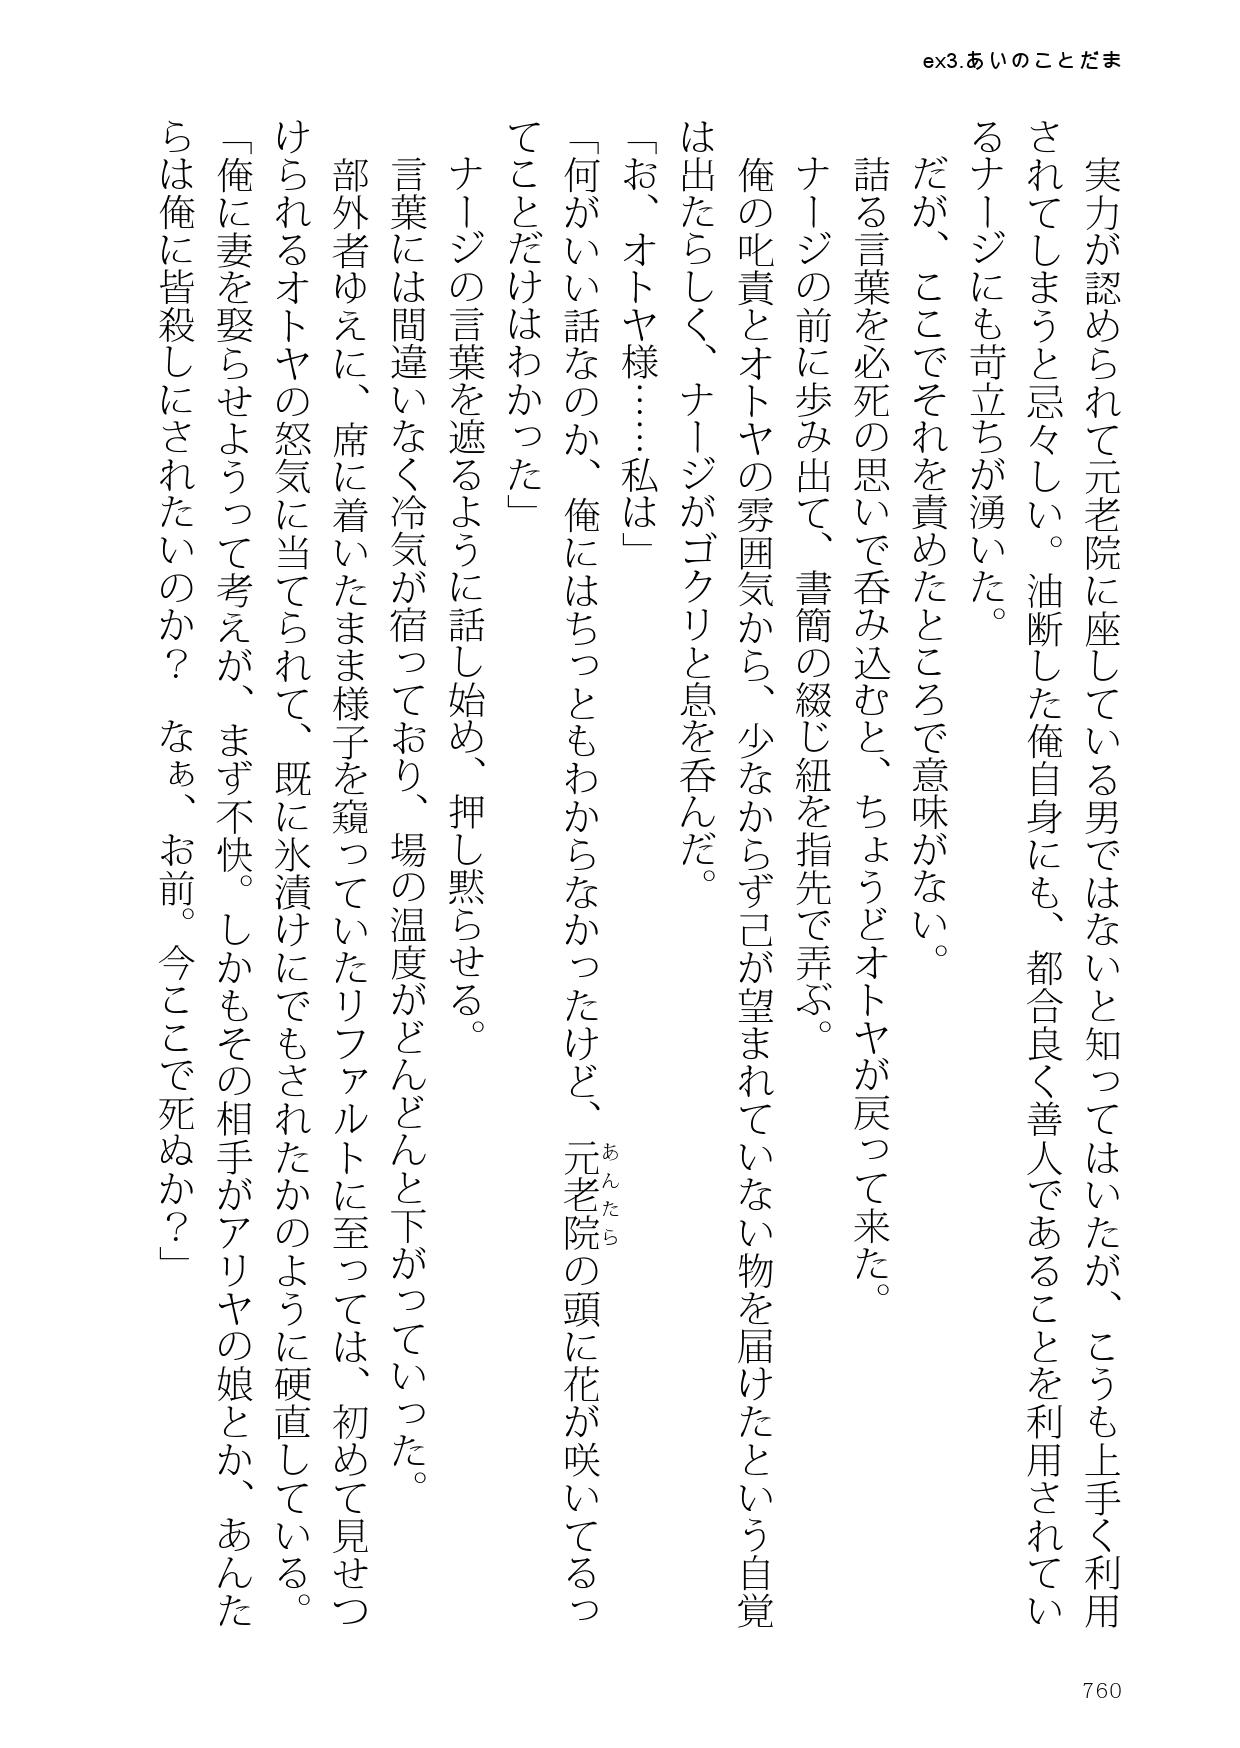 ex3.あいのことだま
　実力が認められて元老院に座している男ではないと知ってはいたが、こうも上手く利用
されてしまうと忌々しい。油断した俺自身にも、都合良く善人であることを利用されてい
るナージにも苛立ちが湧いた。
　だが、ここでそれを責めたところで意味がない。
　詰る言葉を必死の思いで呑み込むと、ちょうどオトヤが戻って来た。
　ナージの前に歩み出て、書簡の綴じ紐を指先で弄ぶ。
　俺の叱責とオトヤの雰囲気から、少なからず己が望まれていない物を届けたという自覚
は出たらしく、ナージがゴクリと息を呑んだ。
「お、オトヤ様……私は」
「何がいい話なのか、俺にはちっともわからなかったけど、元老院の頭に花が咲いてるっ
あんたら
てことだけはわかった」
　ナージの言葉を遮るように話し始め、押し黙らせる。
　言葉には間違いなく冷気が宿っており、場の温度がどんどんと下がっていった。
　部外者ゆえに、席に着いたまま様子を窺っていたリファルトに至っては、初めて見せつ
けられるオトヤの怒気に当てられて、既に氷漬けにでもされたかのように硬直している。
「俺に妻を娶らせようって考えが、まず不快。しかもその相手がアリヤの娘とか、あんた
らは俺に皆殺しにされたいのか？　なぁ、お前。今ここで死ぬか？」
760